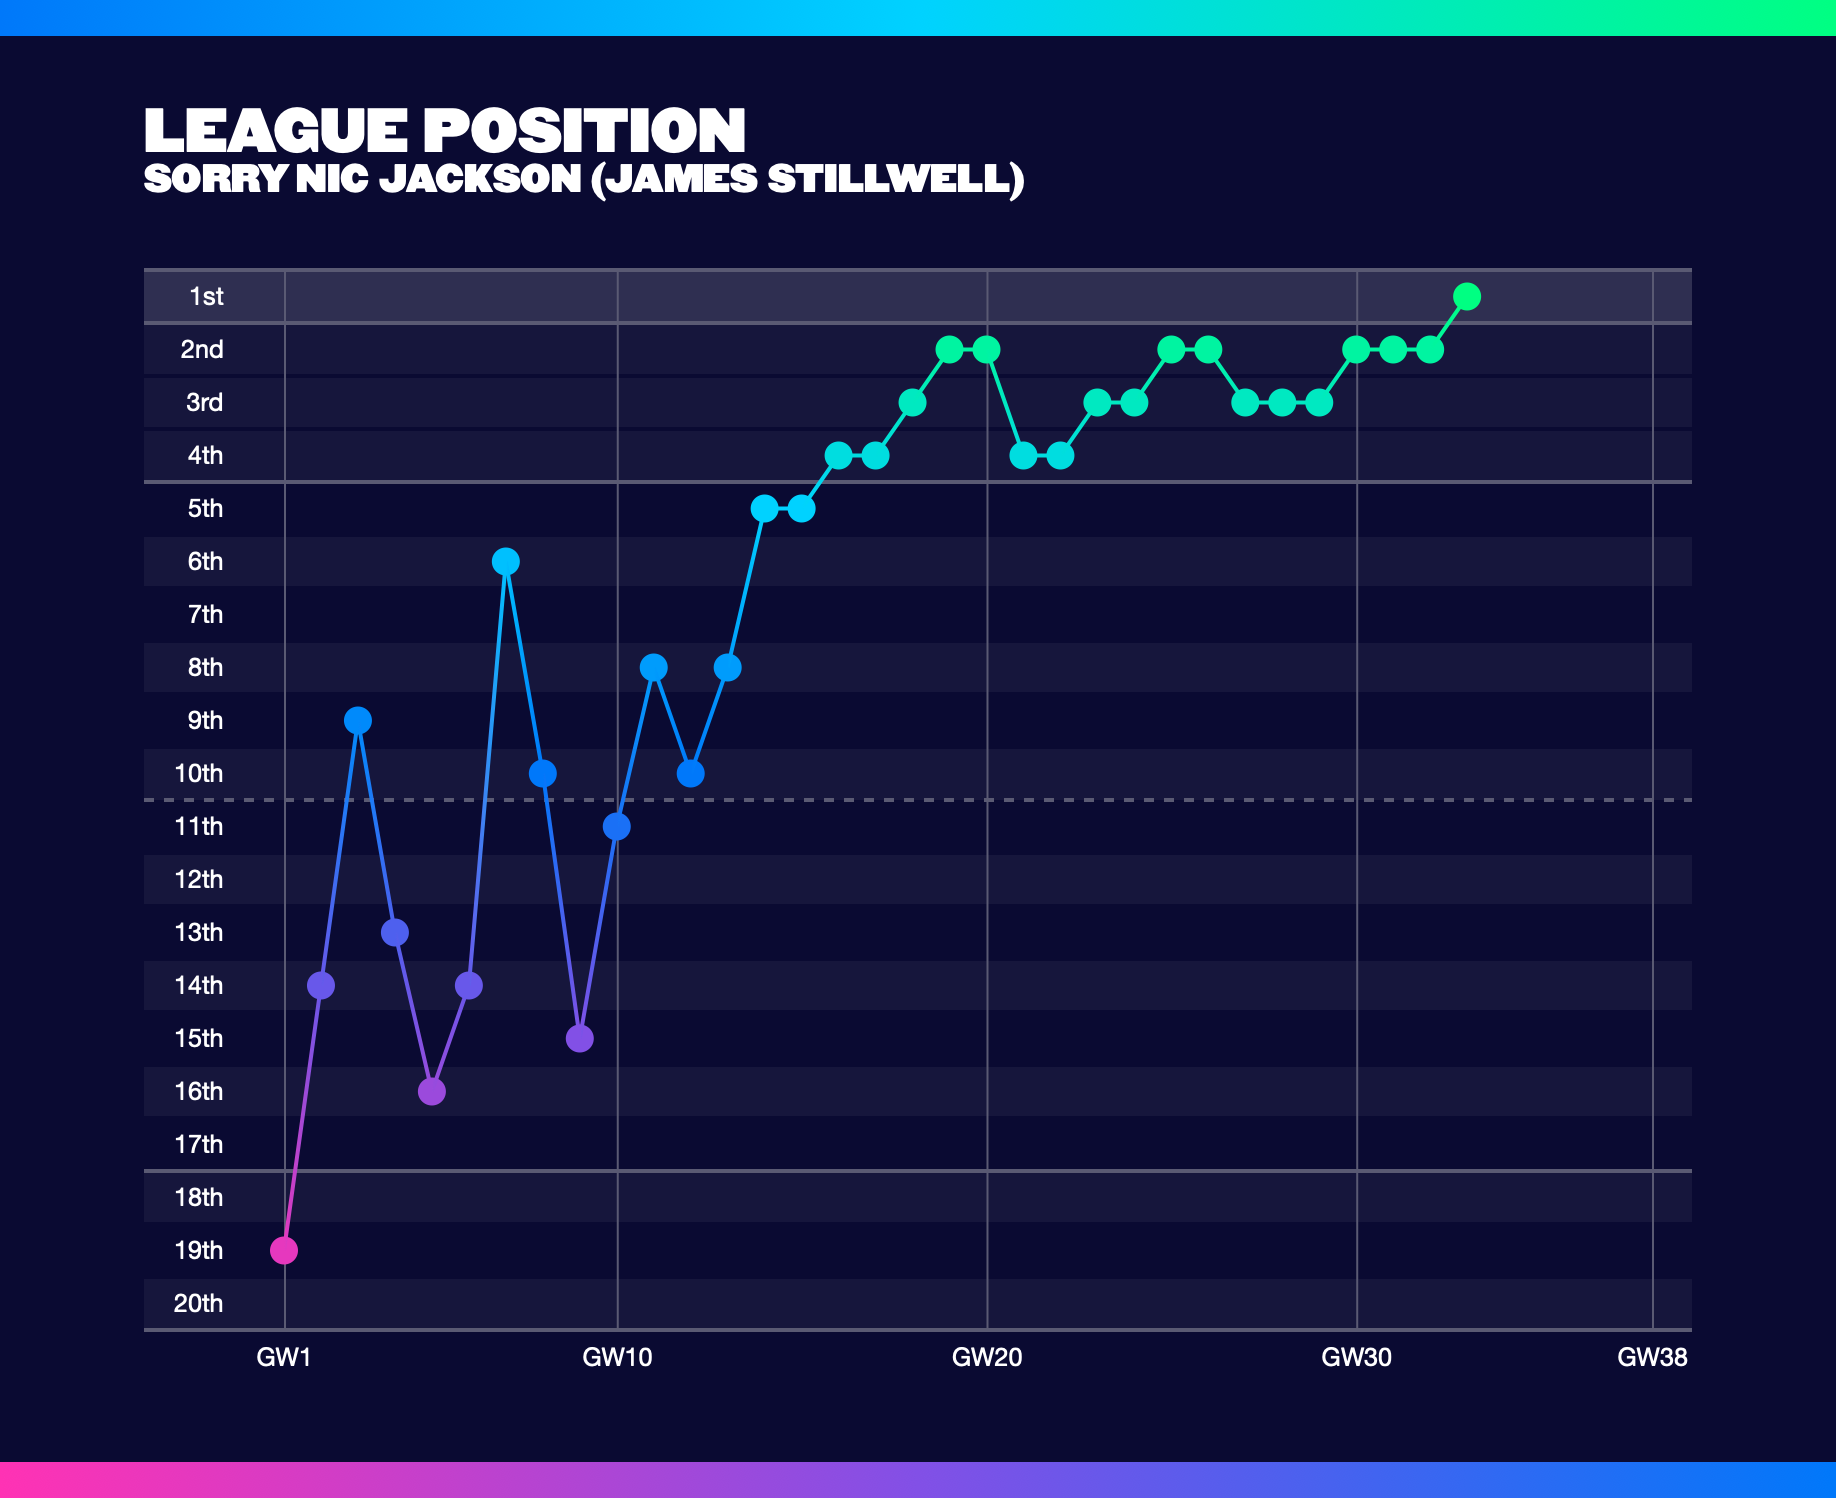 LEAGUE POSITION
SORRY NIC JACKSON (JAMES STILLWELL)
1st
2nd
3rd
4th
5th
6th
7th
8th
9th
10th
11th
12th
13th
14th
15th
16th
17th
18th
19th
20th
GW1 GW10 GW20 GW30 GW38